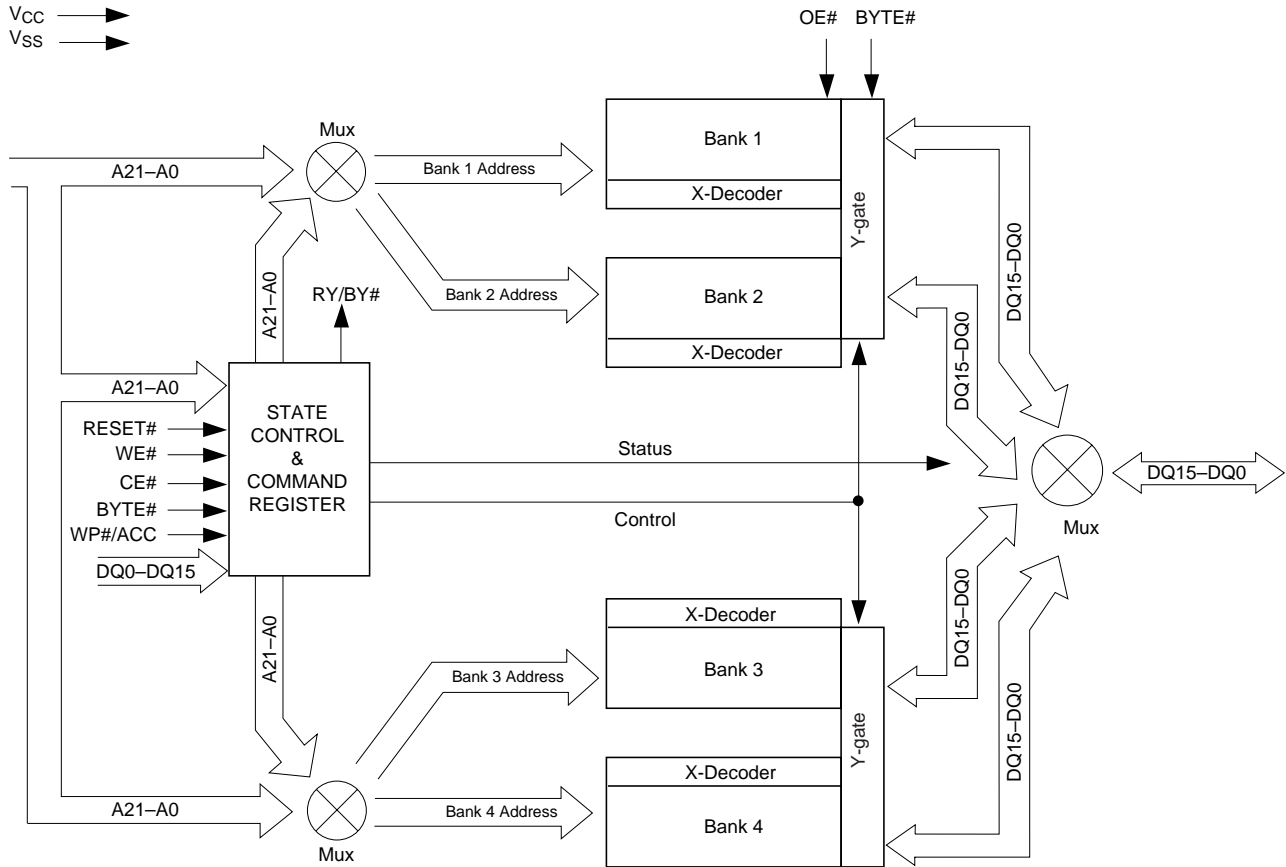 VCC
VSS
OE# BYTE#
Mux
A21–A0
Bank 1 Address
Bank 1
X-Decoder
Y-gate
DQ15–DQ0
A21–A0
RY/BY#
Bank 2 Address
Bank 2
X-Decoder
DQ15–DQ0
A21–A0
RESET#
WE#
CE#
BYTE#
WP#/ACC
DQ0–DQ15
STATE
CONTROL
&
COMMAND
REGISTER
Status
Control
DQ15–DQ0
Mux
A21–A0
X-Decoder
Bank 3 Address
Bank 3
Y-gate
DQ15–DQ0
DQ15–DQ0
X-Decoder
A21–A0
Bank 4 Address
Bank 4
Mux